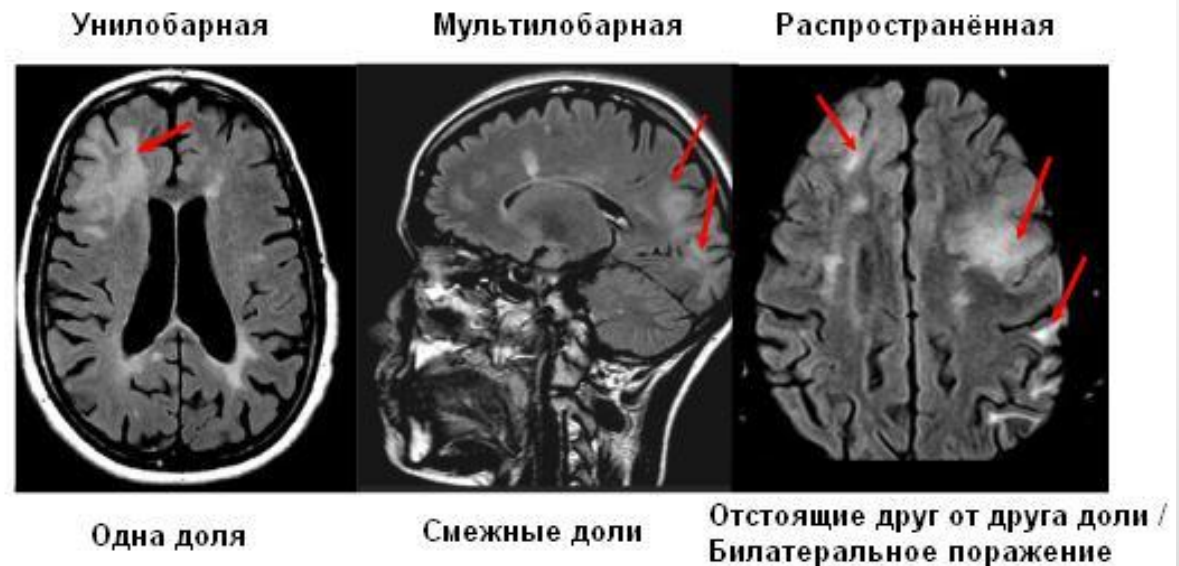 Унилобарная
Мультилобарная
Распространённая
Одна доля
Смежные доли
Отстоящие друг от друга доли /
Билатеральное поражение